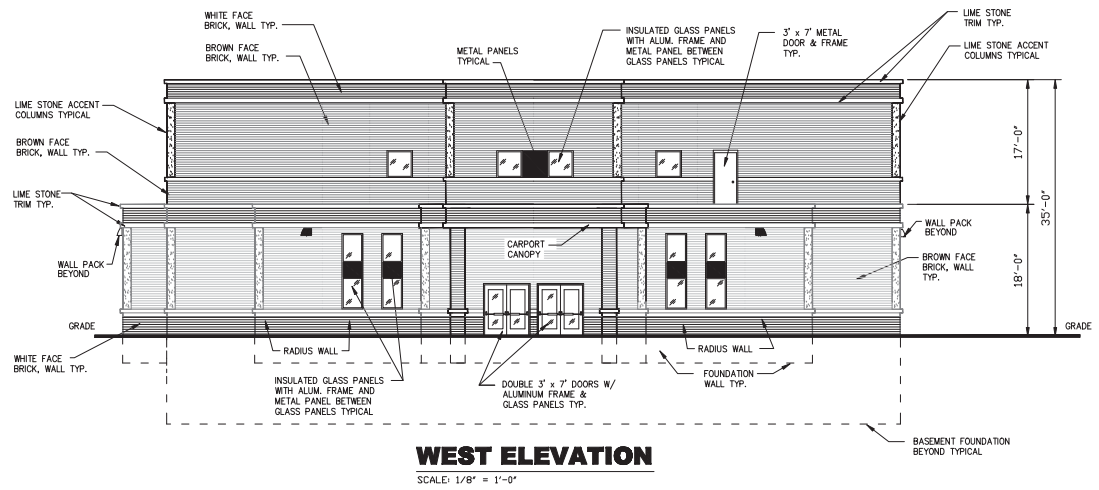 WHITE FACE
BRICK, WALL TYP.
BROWN FACE
BRICK, WALL TYP.
METAL PANELS
TYPICAL
INSULATED GLASS PANELS
WITH ALUM. FRAME AND
METAL PANEL BETWEEN
GLASS PANELS TYPICAL
3' x 7' METAL
DOOR & FRAME
TYP.
LIME STONE
TRIM TYP.
LIME STONE ACCENT
COLUMNS TYPICAL
LIME STONE ACCENT
COLUMNS TYPICAL
BROWN FACE
BRICK, WALL TYP.
LIME STONE
TRIM TYP.
WALL PACK
BEYOND
GRADE
WHITE FACE
BRICK, WALL TYP.
17'-0"
35'-0"
18'-0"
CARPORT
CANOPY
WALL PACK
BEYOND
BROWN FACE
BRICK, WALL
TYP.
GRADE
RADIUS WALL
RADIUS WALL
INSULATED GLASS PANELS
WITH ALUM. FRAME AND
METAL PANEL BETWEEN
GLASS PANELS TYPICAL
DOUBLE 3' x 7' DOORS W/
ALUMINUM FRAME &
GLASS PANELS TYP.
FOUNDATION
WALL TYP.
BASEMENT FOUNDATION
BEYOND TYPICAL
WEST ELEVATION
SCALE: 1/8" = 1'-0"